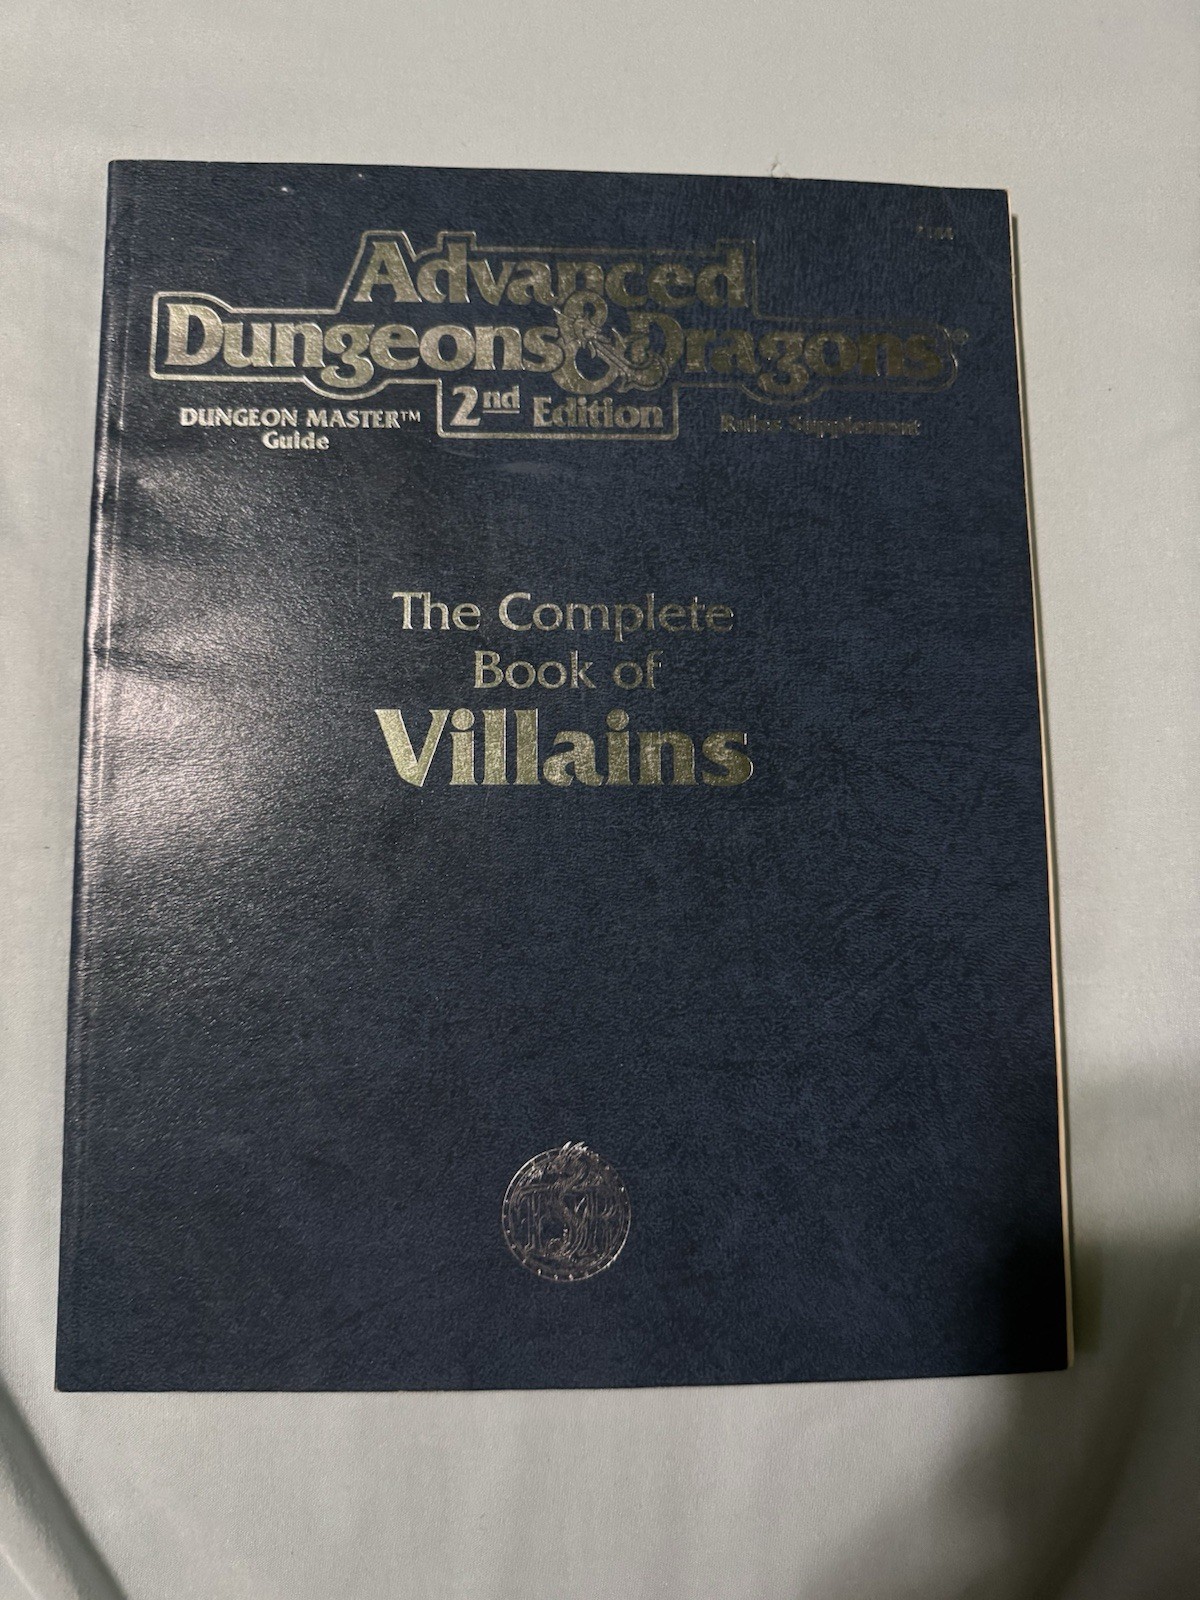 Advanced
Dungeons & Dragons®
2nd Edition
DUNGEON MASTER™
Guide
Rules Supplement
The Complete
Book of
Villains
TSR